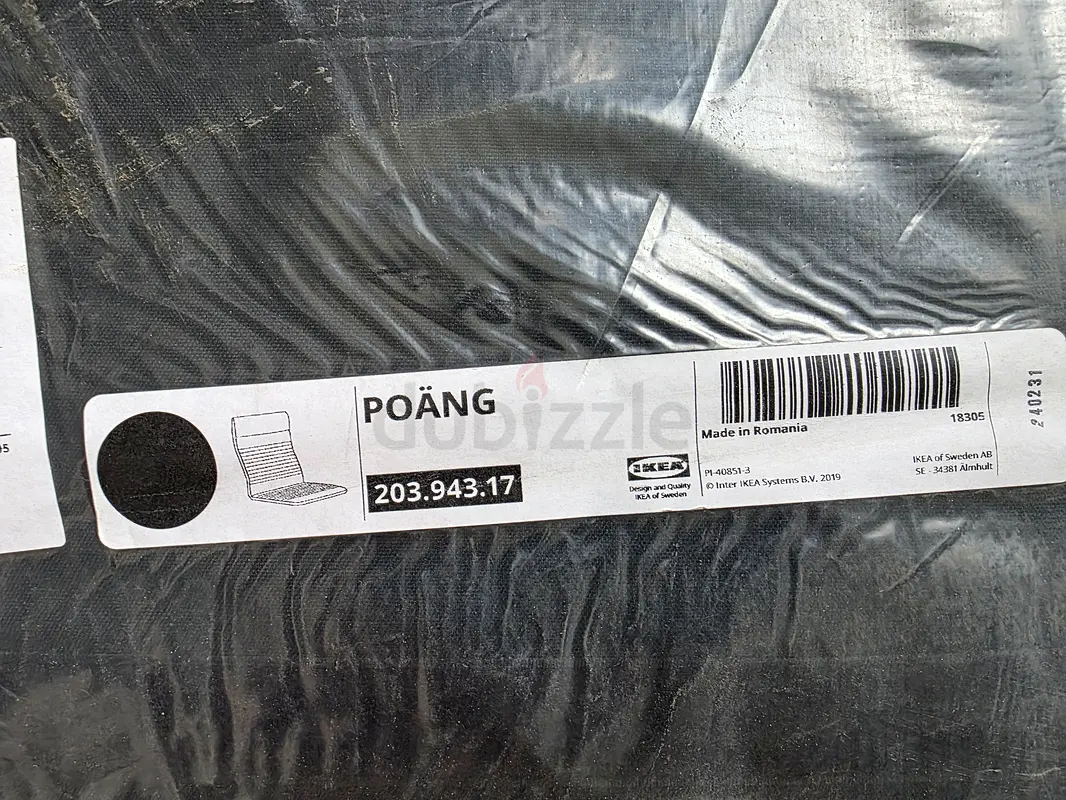 POÄNG
203.943.17
IKEA
Design and Quality
IKEA of Sweden
18305
Made in Romania
PI-40851-3
© Inter IKEA Systems B.V. 2019
IKEA of Sweden AB
SE - 34381 Älmhult
240231
dubizzle